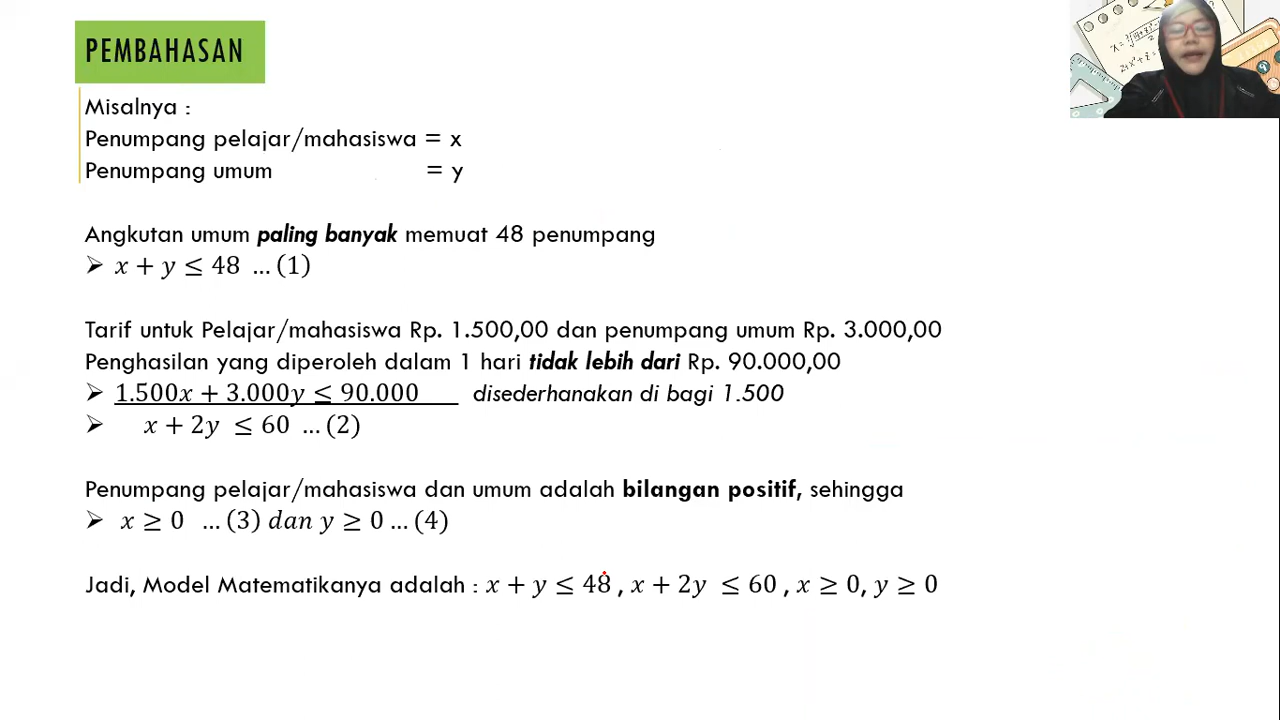 PEMBAHASAN
Misalnya :
Penumpang pelajar/mahasiswa = x
Penumpang umum = y
Angkutan umum paling banyak memuat 48 penumpang
➢ x + y ≤ 48 ... (1)
Tarif untuk Pelajar/mahasiswa Rp. 1.500,00 dan penumpang umum Rp. 3.000,00
Penghasilan yang diperoleh dalam 1 hari tidak lebih dari Rp. 90.000,00
➢ 1.500x + 3.000y ≤ 90.000 disederhanakan di bagi 1.500
➢ x + 2y ≤ 60 ... (2)
Penumpang pelajar/mahasiswa dan umum adalah bilangan positif, sehingga
➢ x ≥ 0 ... (3) dan y ≥ 0 ... (4)
Jadi, Model Matematikanya adalah : x + y ≤ 48 , x + 2y ≤ 60 , x ≥ 0, y ≥ 0